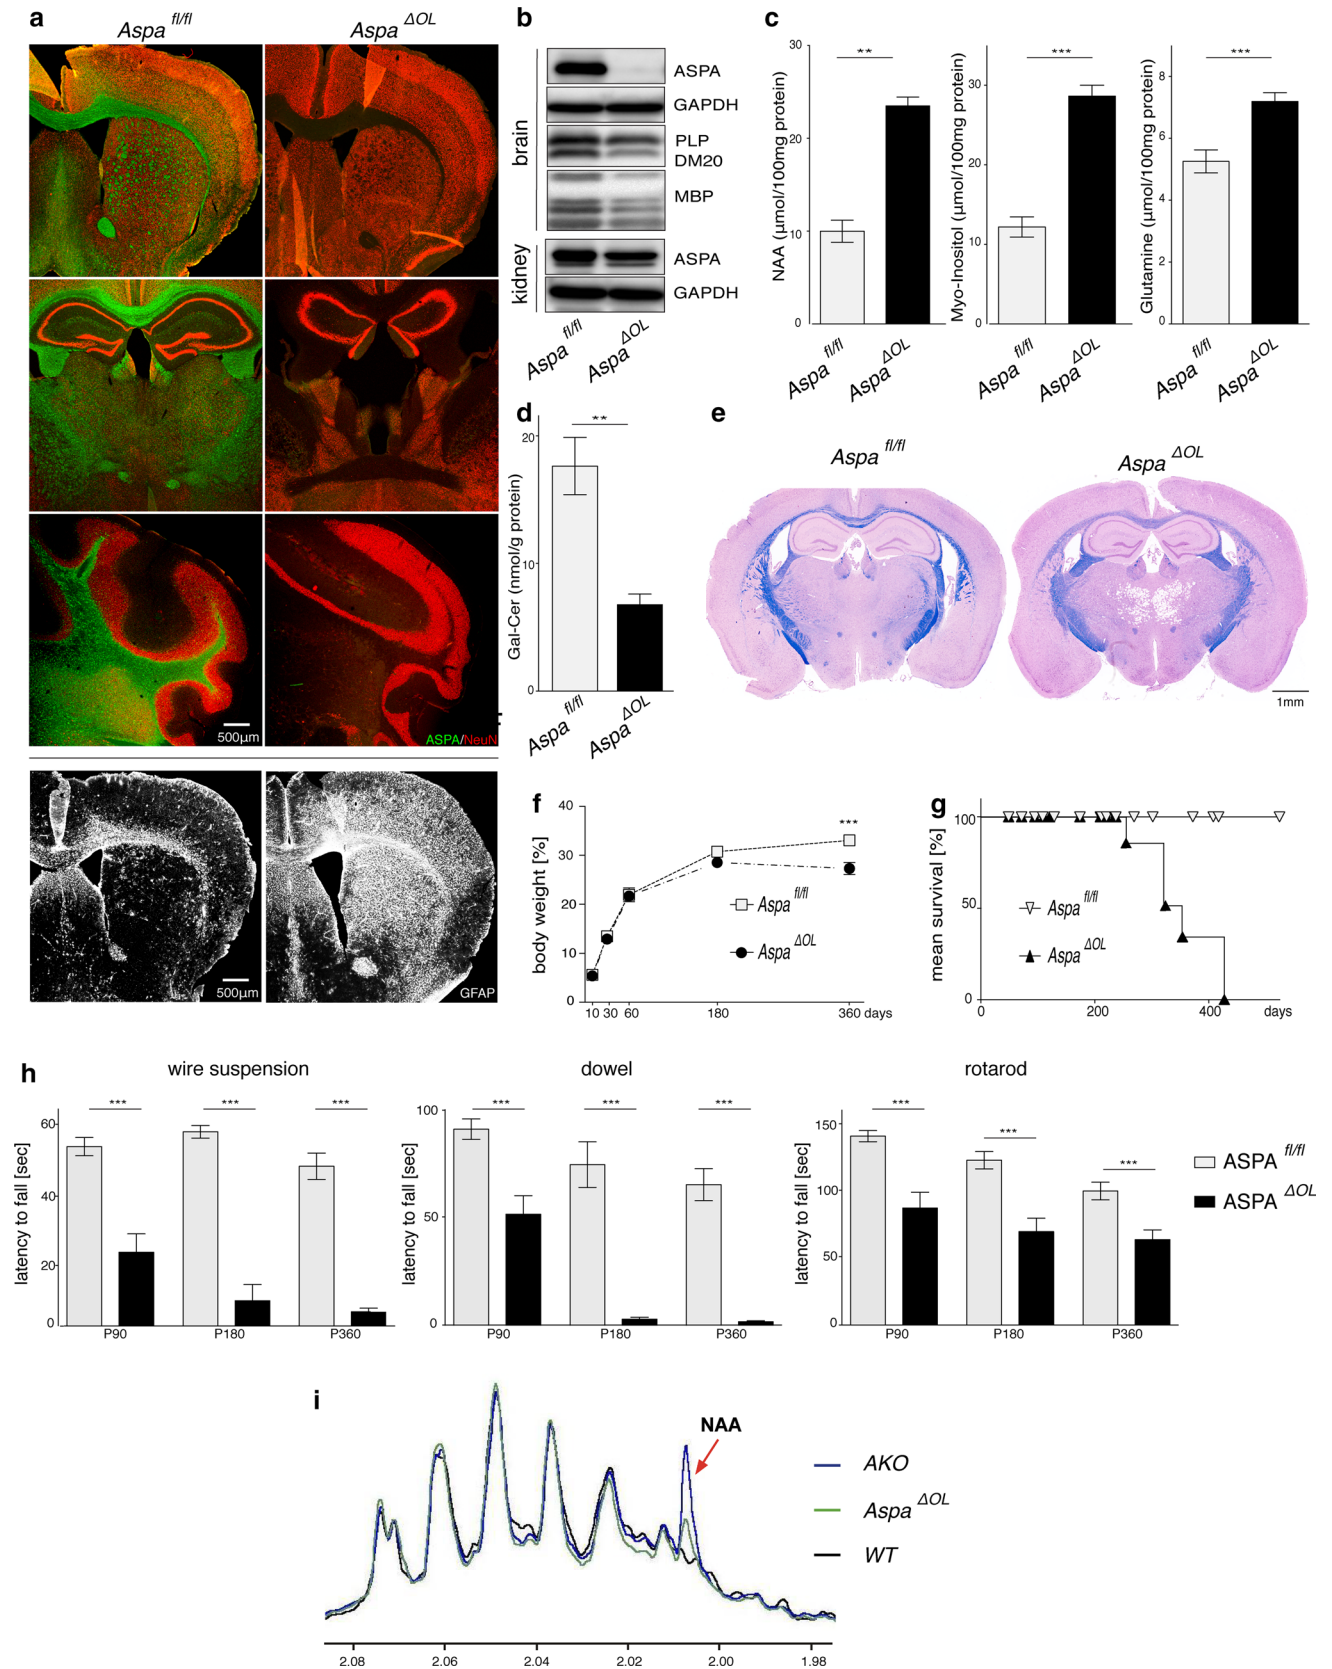 a
Aspa fl/fl
Aspa ΔOL
500µm
ASPA/NeuN
500µm
GFAP
b
brain
ASPA
GAPDH
PLP
DM20
MBP
kidney
ASPA
GAPDH
Aspa fl/fl
Aspa ΔOL
c
NAA (µmol/100mg protein)
30
20
10
0
**
Aspa fl/fl
Aspa ΔOL
Myo-Inositol (µmol/100mg protein)
30
20
10
0
***
Aspa fl/fl
Aspa ΔOL
Glutamine (µmol/100mg protein)
8
6
4
2
0
***
Aspa fl/fl
Aspa ΔOL
d
Gal-Cer (nmol/g protein)
20
10
0
**
Aspa fl/fl
Aspa ΔOL
e
Aspa fl/fl
Aspa ΔOL
1mm
f
body weight [%]
40
30
20
10
0
***
Aspa fl/fl
Aspa ΔOL
10 30 60 180 360 days
g
mean survival [%]
100
50
0
Aspa fl/fl
Aspa ΔOL
0 200 400 days
h
wire suspension
latency to fall [sec]
60
40
20
0
*** *** ***
P90 P180 P360
dowel
latency to fall [sec]
100
50
0
*** *** ***
P90 P180 P360
rotarod
latency to fall [sec]
150
100
50
0
*** *** ***
P90 P180 P360
ASPA fl/fl
ASPA ΔOL
i
NAA
AKO
Aspa ΔOL
WT
2.08 2.06 2.04 2.02 2.00 1.98